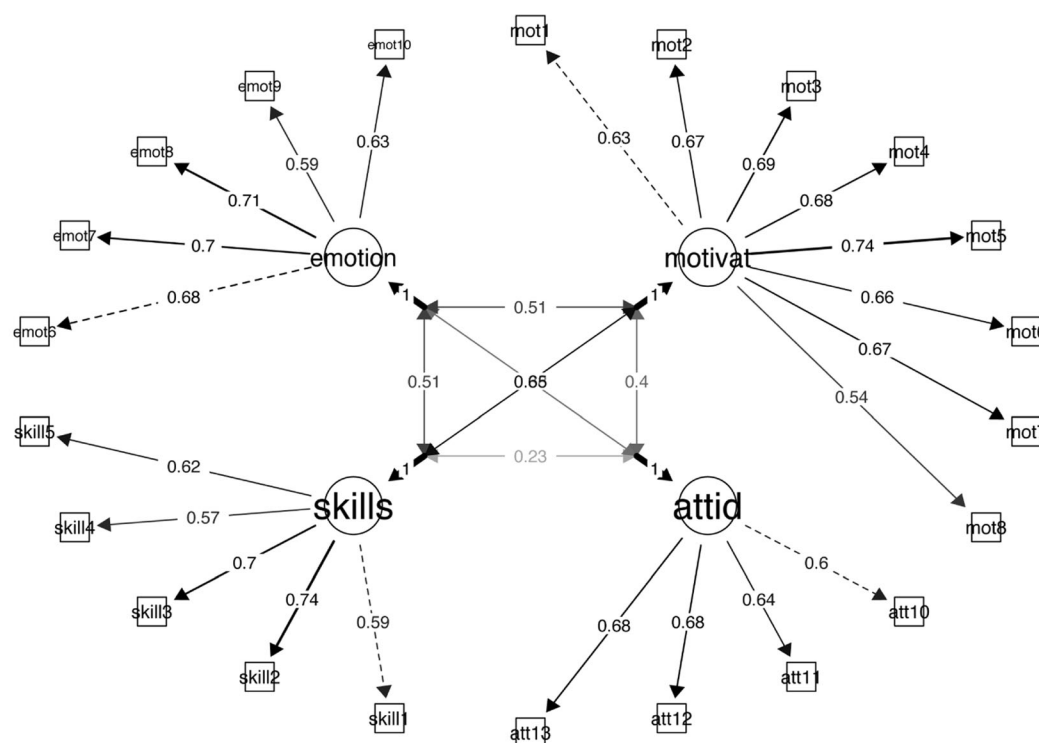 mot1
emot10
mot2
emot9
mot3
0.63
0.63
0.67
emot8
mot4
0.59
0.69
0.71
0.68
emot7
0.7
mot5
0.74
emotion
motivat
0.68
0.66
1
1
0.51
emot6
mot6
0.67
0.51
0.4
0.54
skill5
mot7
0.23
0.62
1
1
skills
attid
0.57
skill4
mot8
0.7
0.6
0.74
0.64
skill3
att10
0.59
0.68
0.68
skill2
att11
skill1
att12
att13